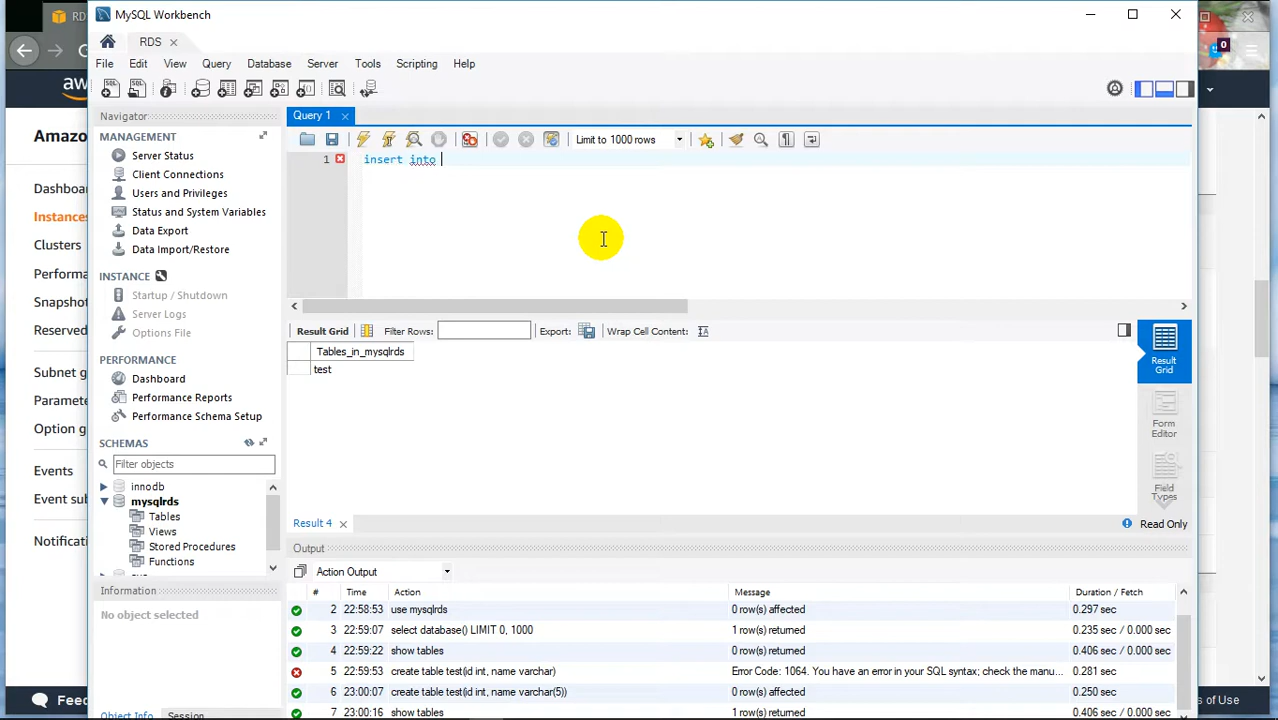 RD
MySQL Workbench
RDS
File Edit View Query Database Server Tools Scripting Help
0
aw
Navigator
Query 1
Amazo
MANAGEMENT
Limit to 1000 rows
Server Status
1 insert into
Client Connections
Dashboa
Users and Privileges
Instances
Status and System Variables
Clusters
Data Export
Data Import/Restore
Performa
INSTANCE
Startup / Shutdown
Snapshot
Server Logs
Reserved
Options File
Result Grid Filter Rows: Export: Wrap Cell Content:
PERFORMANCE
Tables_in_mysqlrds
Result Grid
Subnet g
Dashboard
test
Performance Reports
Paramete
Performance Schema Setup
Option g
Form Editor
SCHEMAS
Filter objects
Events
innodb
Field Types
Event sub
mysqlrds
Tables
Views
Result 4
Read Only
Notificati
Stored Procedures
Functions
Output
Action Output
Information
# Time Action Message Duration / Fetch
No object selected
2 22:58:53 use mysqlrds 0 row(s) affected 0.297 sec
3 22:59:07 select database() LIMIT 0, 1000 1 row(s) returned 0.235 sec / 0.000 sec
4 22:59:22 show tables 0 row(s) returned 0.406 sec / 0.000 sec
5 22:59:53 create table test(id int, name varchar) Error Code: 1064. You have an error in your SQL syntax; check the manu... 0.281 sec
6 23:00:07 create table test(id int, name varchar(5)) 0 row(s) affected 0.250 sec
7 23:00:16 show tables 1 row(s) returned 0.406 sec / 0.000 sec
Feed
s of Use
Object Info Session